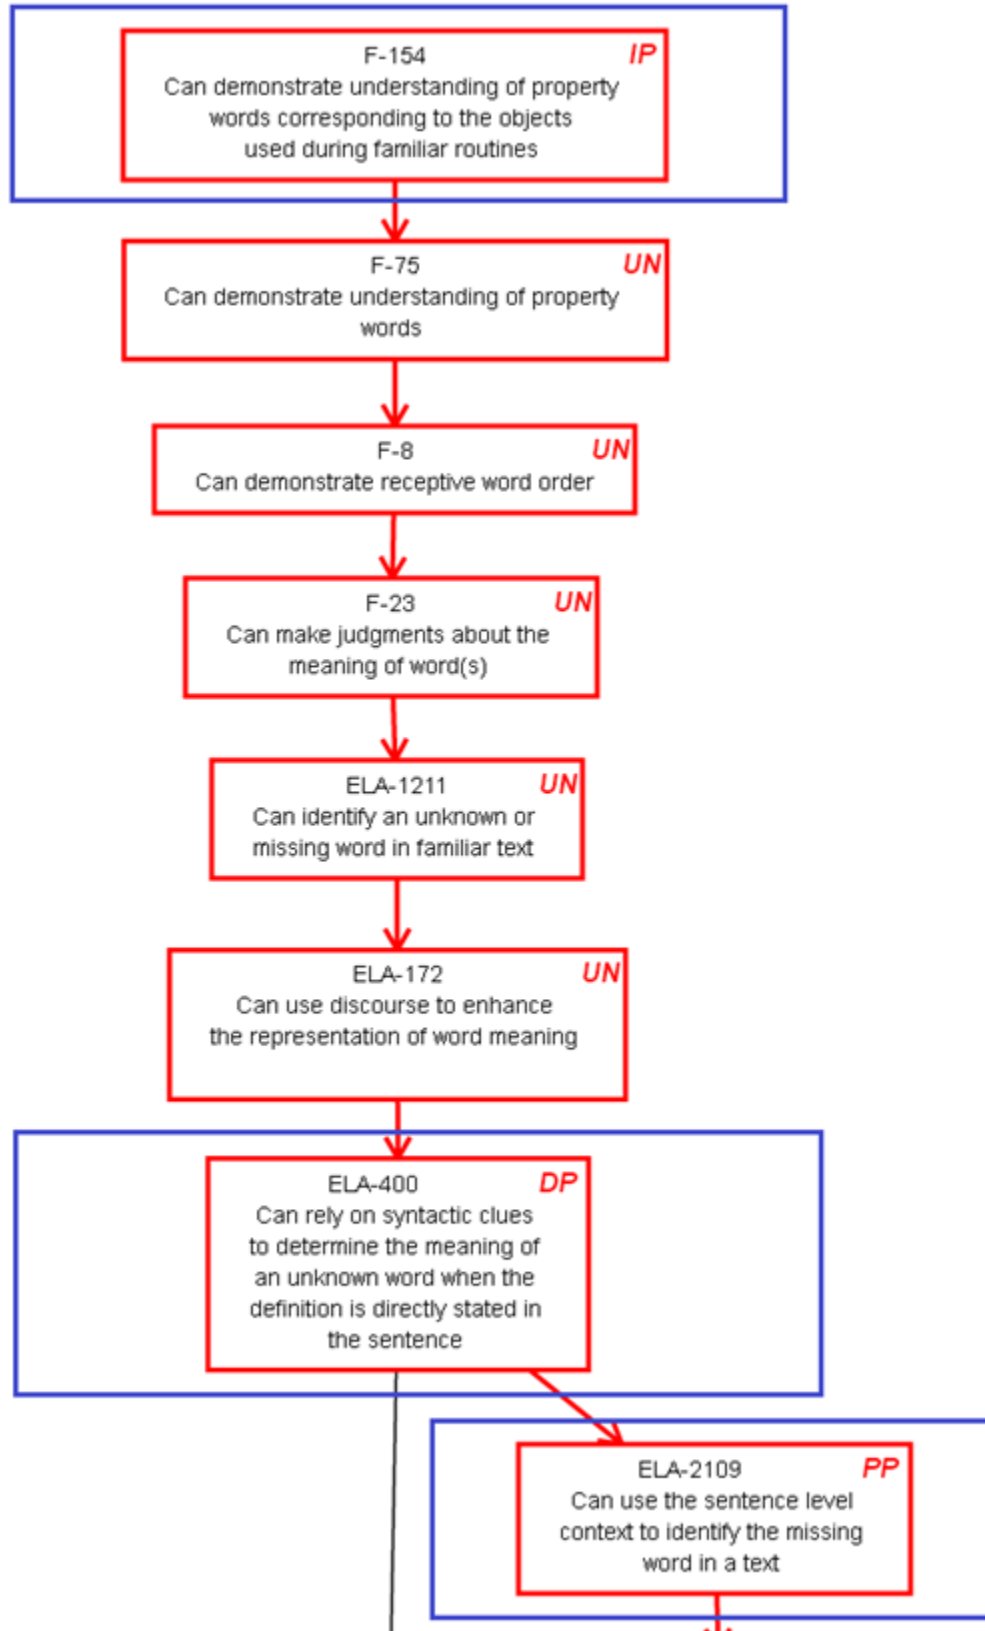 F-154
IP
Can demonstrate understanding of property
words corresponding to the objects
used during familiar routines
F-75
UN
Can demonstrate understanding of property
words
F-8
UN
Can demonstrate receptive word order
F-23
UN
Can make judgments about the
meaning of word(s)
ELA-1211
UN
Can identify an unknown or
missing word in familiar text
ELA-172
UN
Can use discourse to enhance
the representation of word meaning
ELA-400
DP
Can rely on syntactic clues
to determine the meaning of
an unknown word when the
definition is directly stated in
the sentence
ELA-2109
PP
Can use the sentence level
context to identify the missing
word in a text